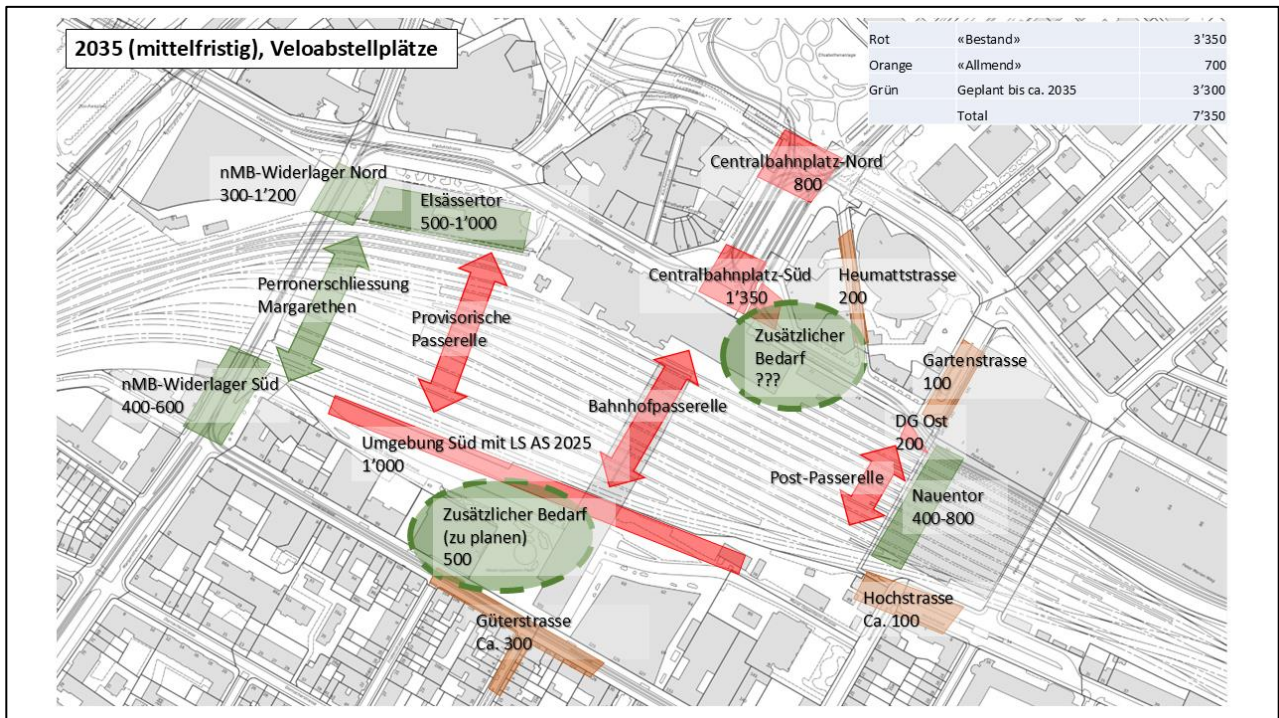 2035 (mittelfristig), Veloabstellplätze
Rot «Bestand» 3'350
Orange «Allmend» 700
Grün Geplant bis ca. 2035 3'300
Total 7'350
nMB-Widerlager Nord
300-1'200
Elsässertor
500-1'000
Centralbahnplatz-Nord
800
Perronerschliessung
Margarethen
Provisorische
Passerelle
Centralbahnplatz-Süd
1'350
Heumattstrasse
200
Zusätzlicher
Bedarf
???
nMB-Widerlager Süd
400-600
Gartenstrasse
100
Bahnhofpasserelle
DG Ost
200
Umgebung Süd mit LS AS 2025
1'000
Post-Passerelle
Nauentor
400-800
Zusätzlicher Bedarf
(zu planen)
500
Hochstrasse
Ca. 100
Güterstrasse
Ca. 300